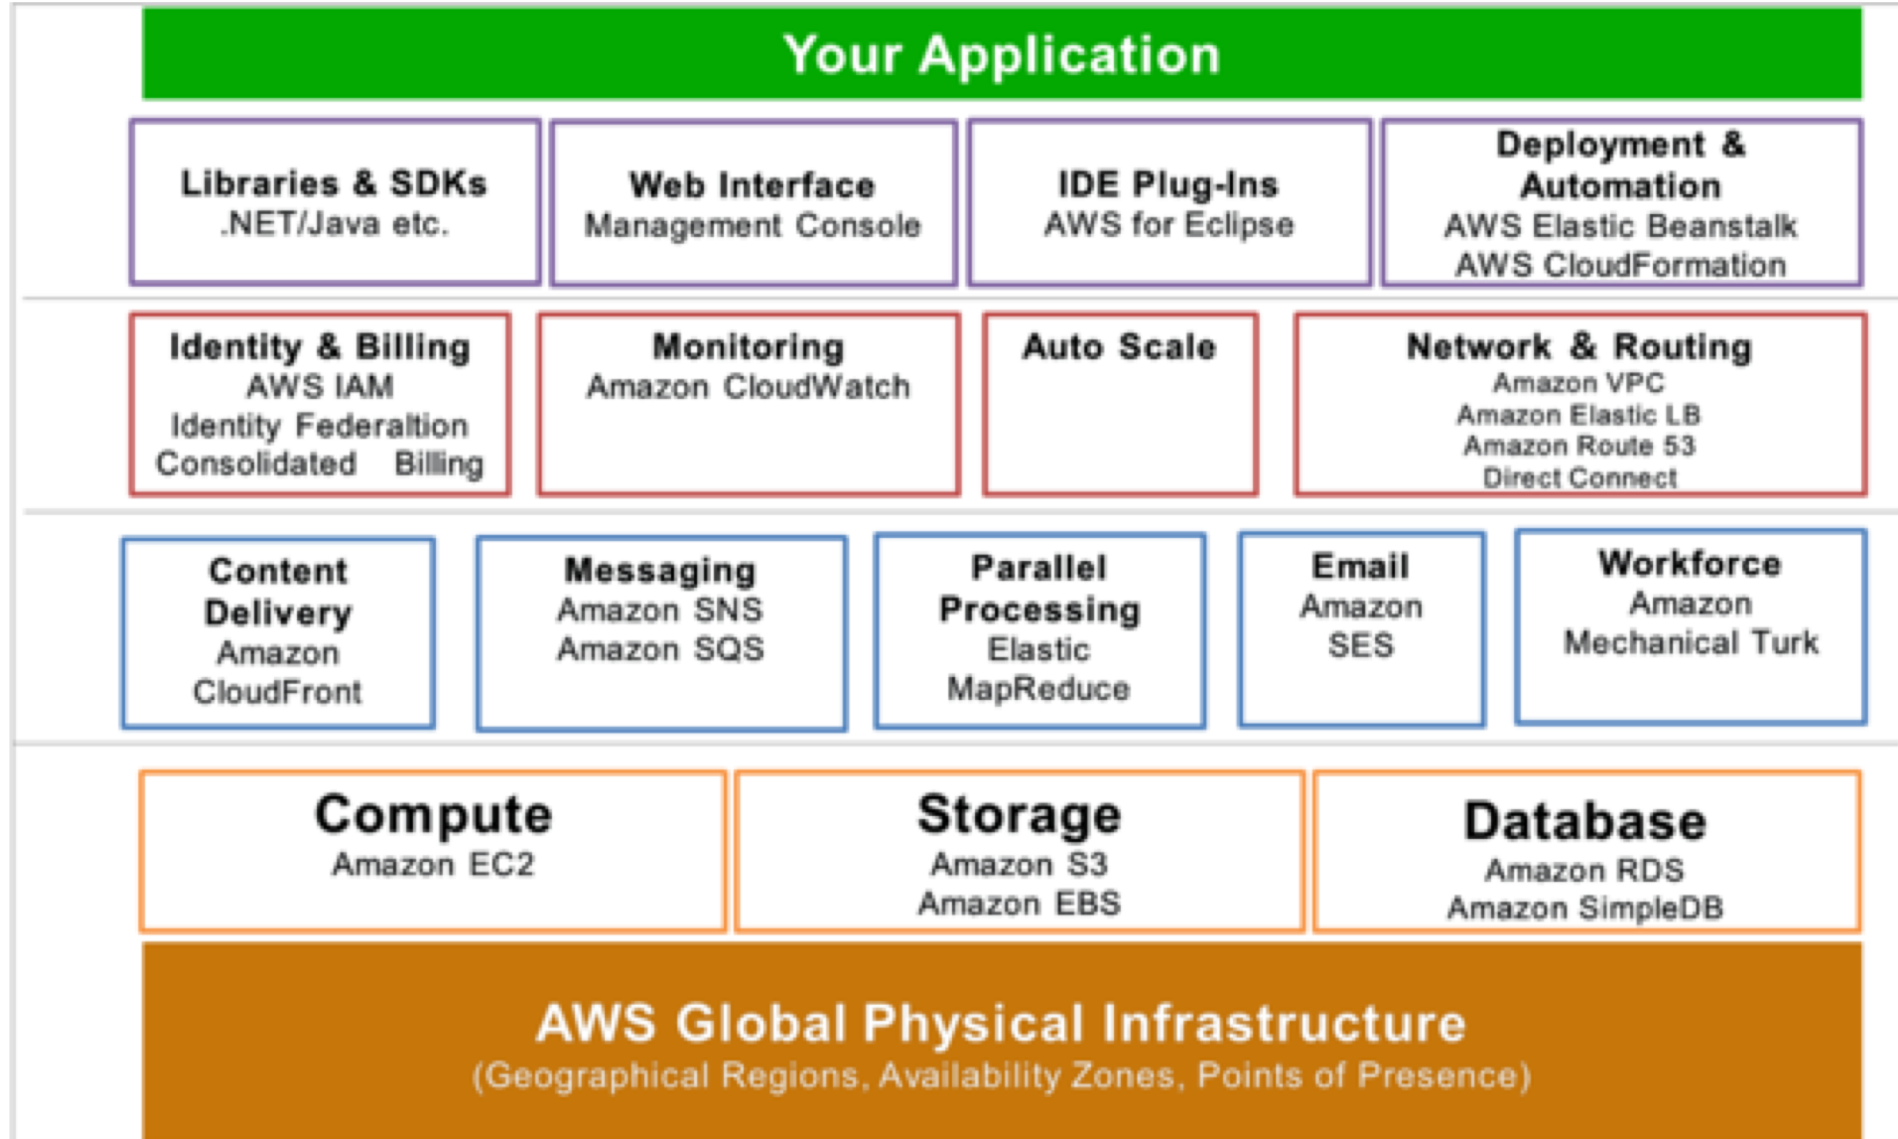 Your Application
Libraries & SDKs
.NET/Java etc.
Web Interface
Management Console
IDE Plug-Ins
AWS for Eclipse
Deployment &
Automation
AWS Elastic Beanstalk
AWS CloudFormation
Identity & Billing
AWS IAM
Identity Federaltion
Consolidated Billing
Monitoring
Amazon CloudWatch
Auto Scale
Network & Routing
Amazon VPC
Amazon Elastic LB
Amazon Route 53
Direct Connect
Content
Delivery
Amazon
CloudFront
Messaging
Amazon SNS
Amazon SQS
Parallel
Processing
Elastic
MapReduce
Email
Amazon
SES
Workforce
Amazon
Mechanical Turk
Compute
Amazon EC2
Storage
Amazon S3
Amazon EBS
Database
Amazon RDS
Amazon SimpleDB
AWS Global Physical Infrastructure
(Geographical Regions, Availability Zones, Points of Presence)